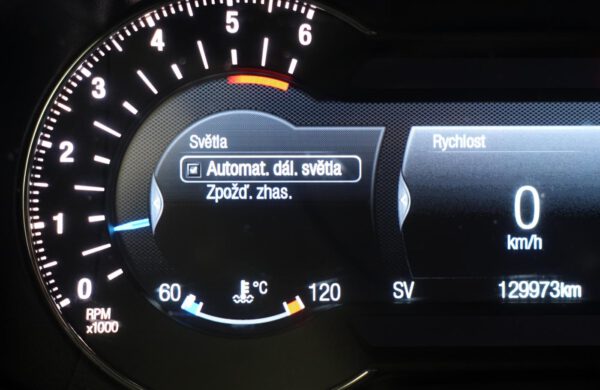 6
5
4
3
2
1
0
RPM
x1000
Světla
Automat. dál. světla
Zpožď. zhas.
60 °C 120
Rychlost
0
km/h
SV 129973km